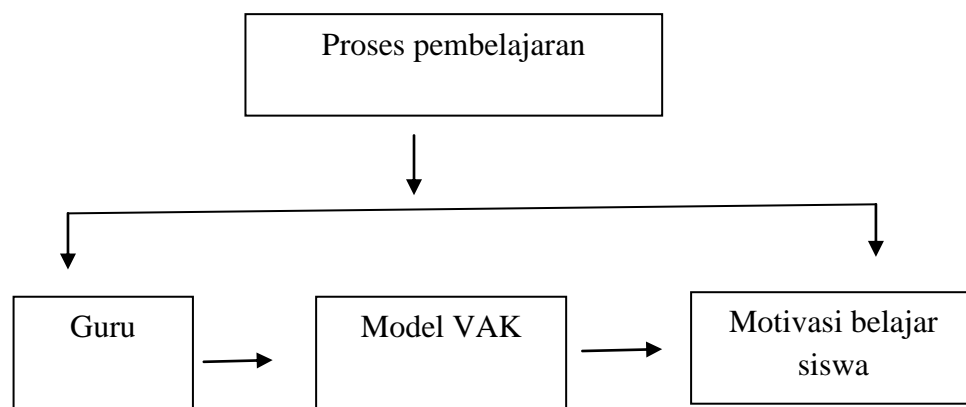 Proses pembelajaran
Guru
Model VAK
Motivasi belajar
siswa